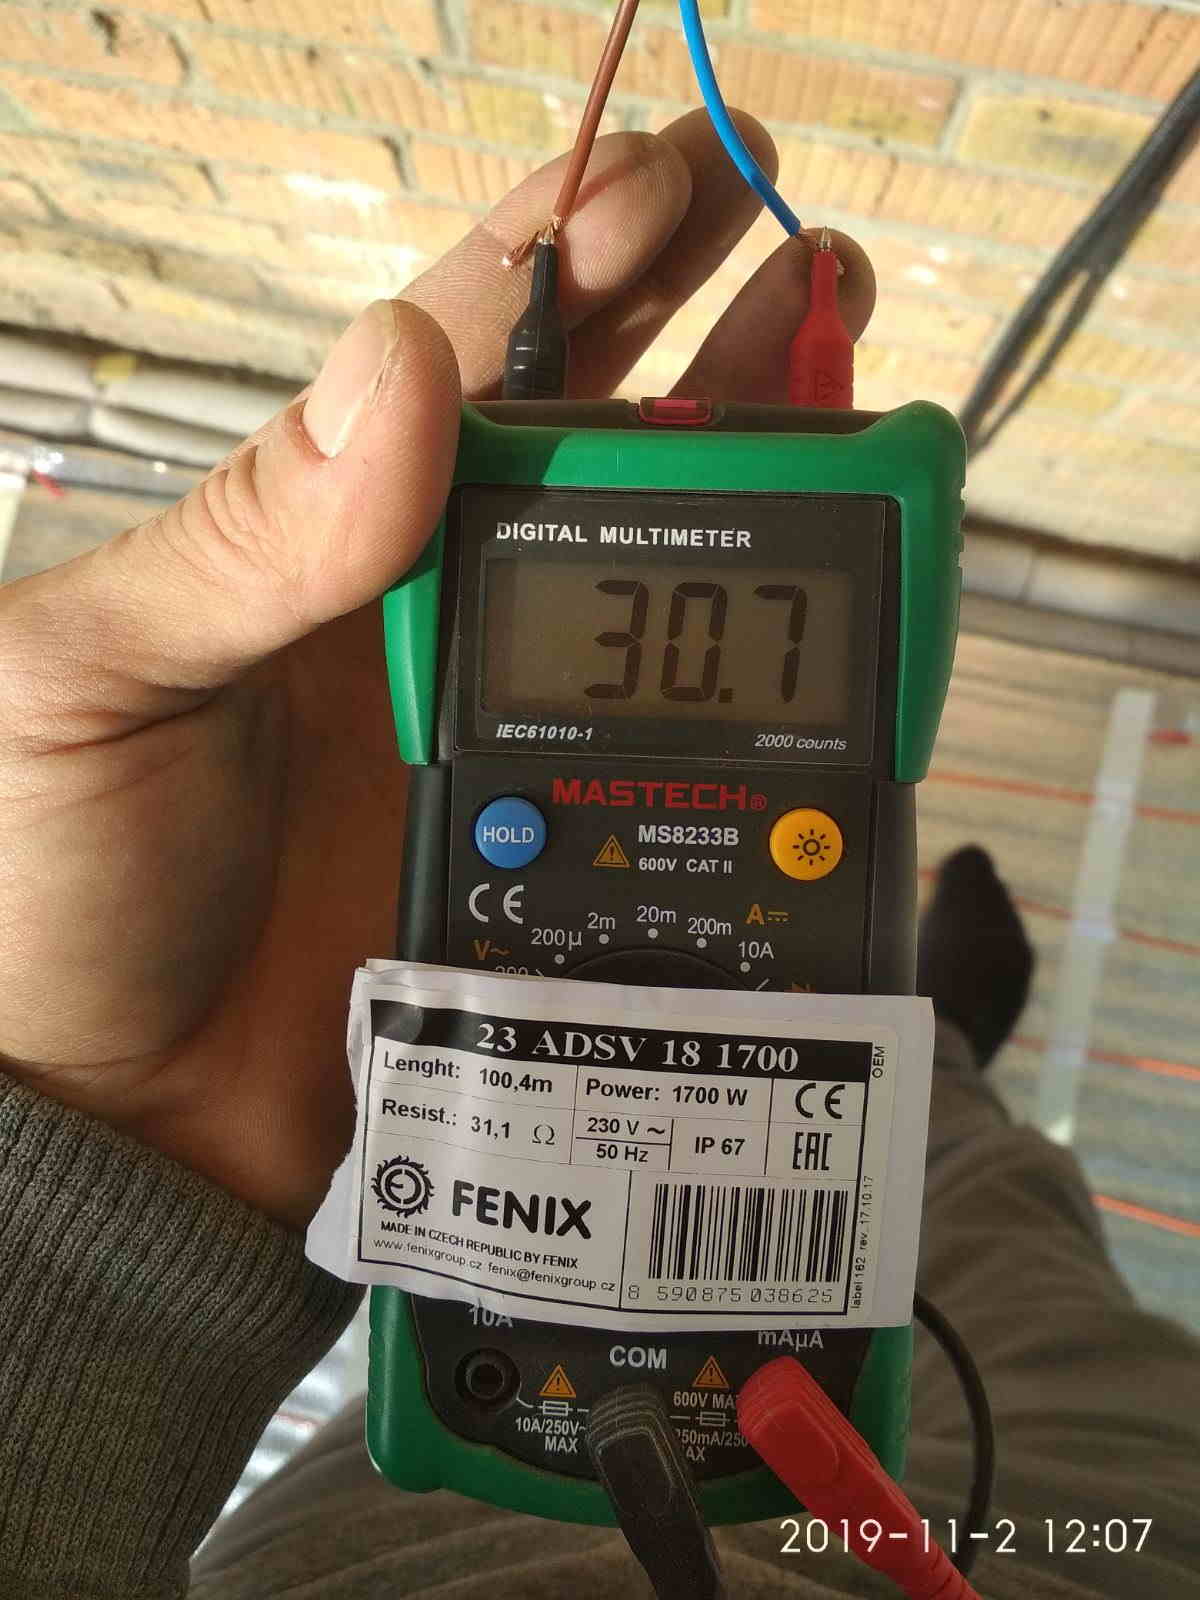 DIGITAL MULTIMETER
30.7
IEC61010-1 2000 counts
MASTECH®
HOLD
MS8233B
600V CAT II
CE
A
V~ 200µ 2m 20m 200m 10A
23 ADSV 18 1700
OEM
Lenght: 100,4m Power: 1700 W CE
Resist.: 31,1 Ω 230 V ~ IP 67 EAC
50 Hz
FENIX
MADE IN CZECH REPUBLIC BY FENIX
www.fenixgroup.cz fenix@fenixgroup.cz
8 590875 038625
label 162 rev. 17.10.17
10A COM mAµA
10A/250V~
MAX
600V MA
250mA/250
AX
2019-11-2 12:07